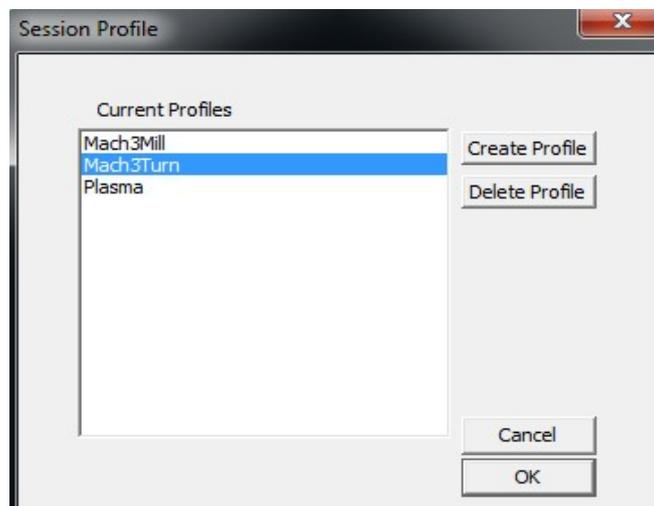 Session Profile
Current Profiles
Mach3Mill
Mach3Turn
Plasma
Create Profile
Delete Profile
Cancel
OK